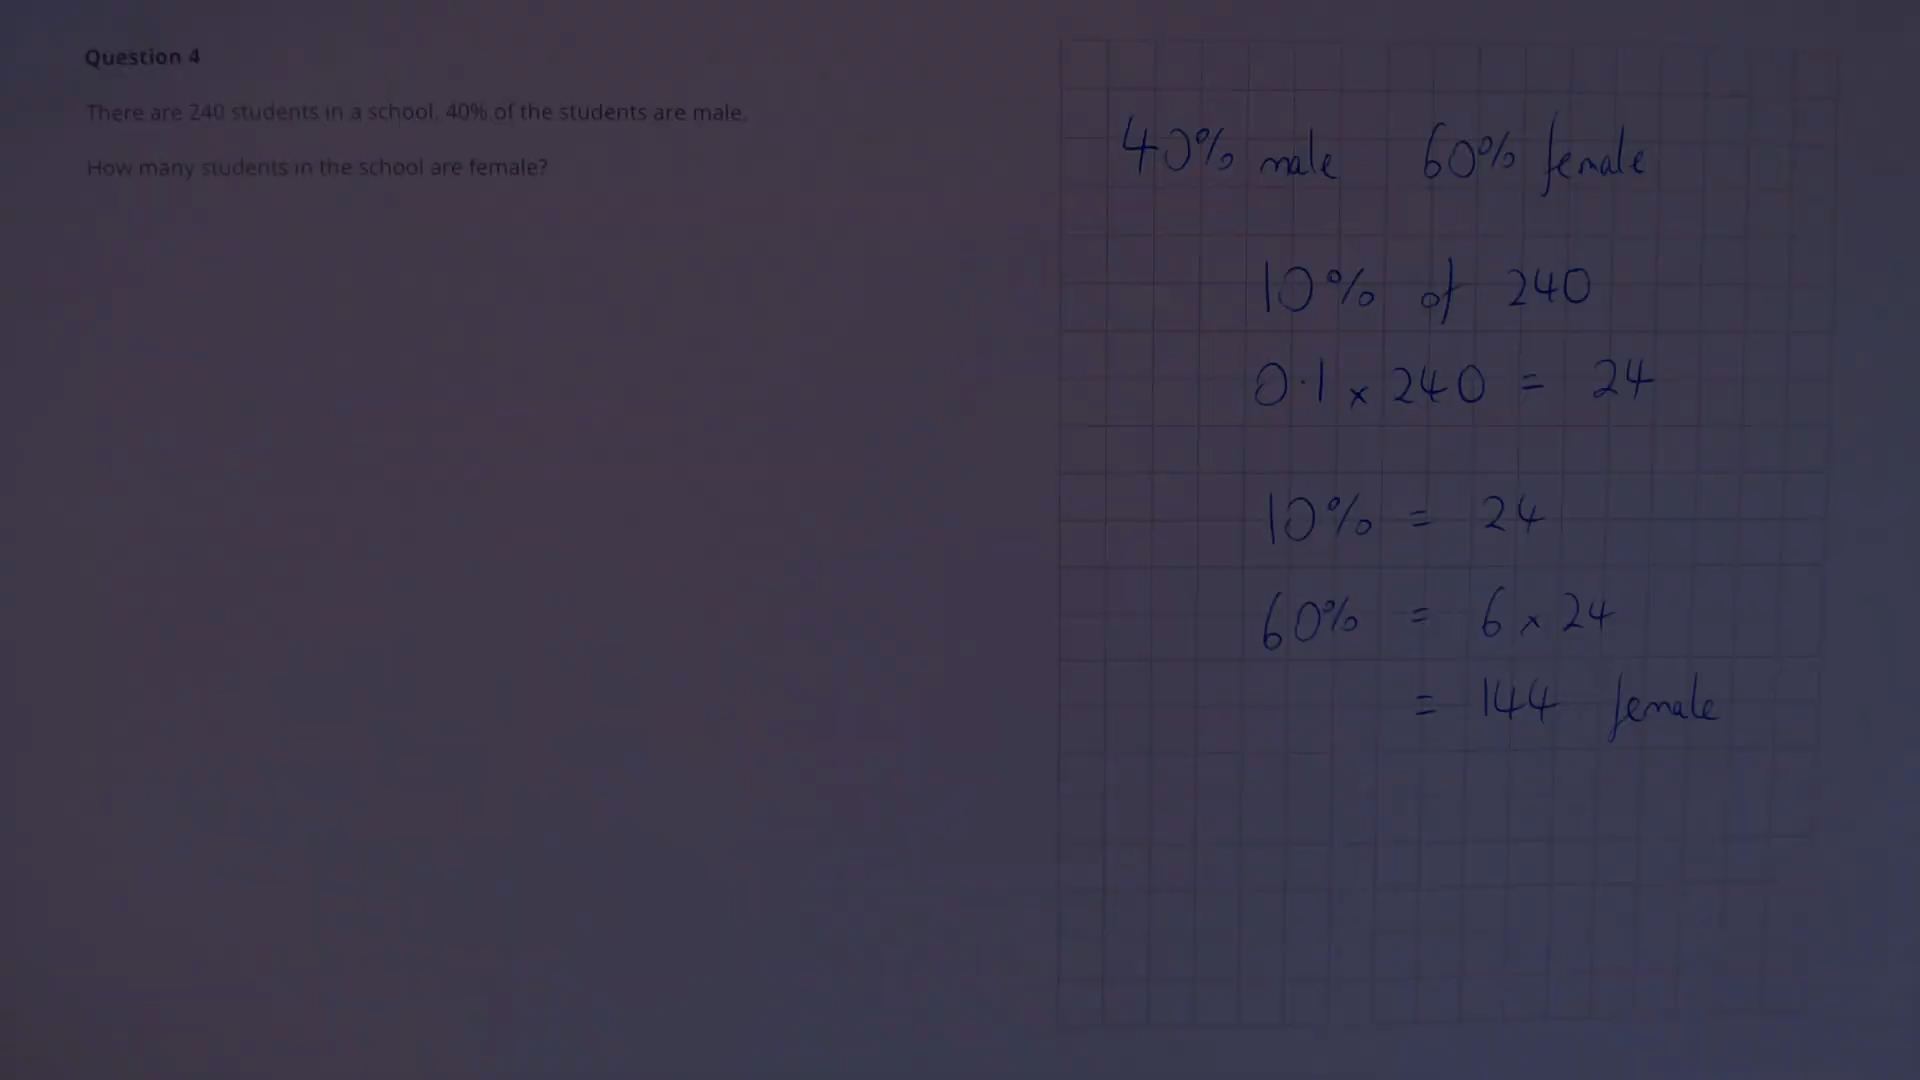 Question 4
There are 240 students in a school. 40% of the students are male.
How many students in the school are female?
40% male 60% female
10% of 240
0·1 × 240 = 24
10% = 24
60% = 6 × 24
= 144 female